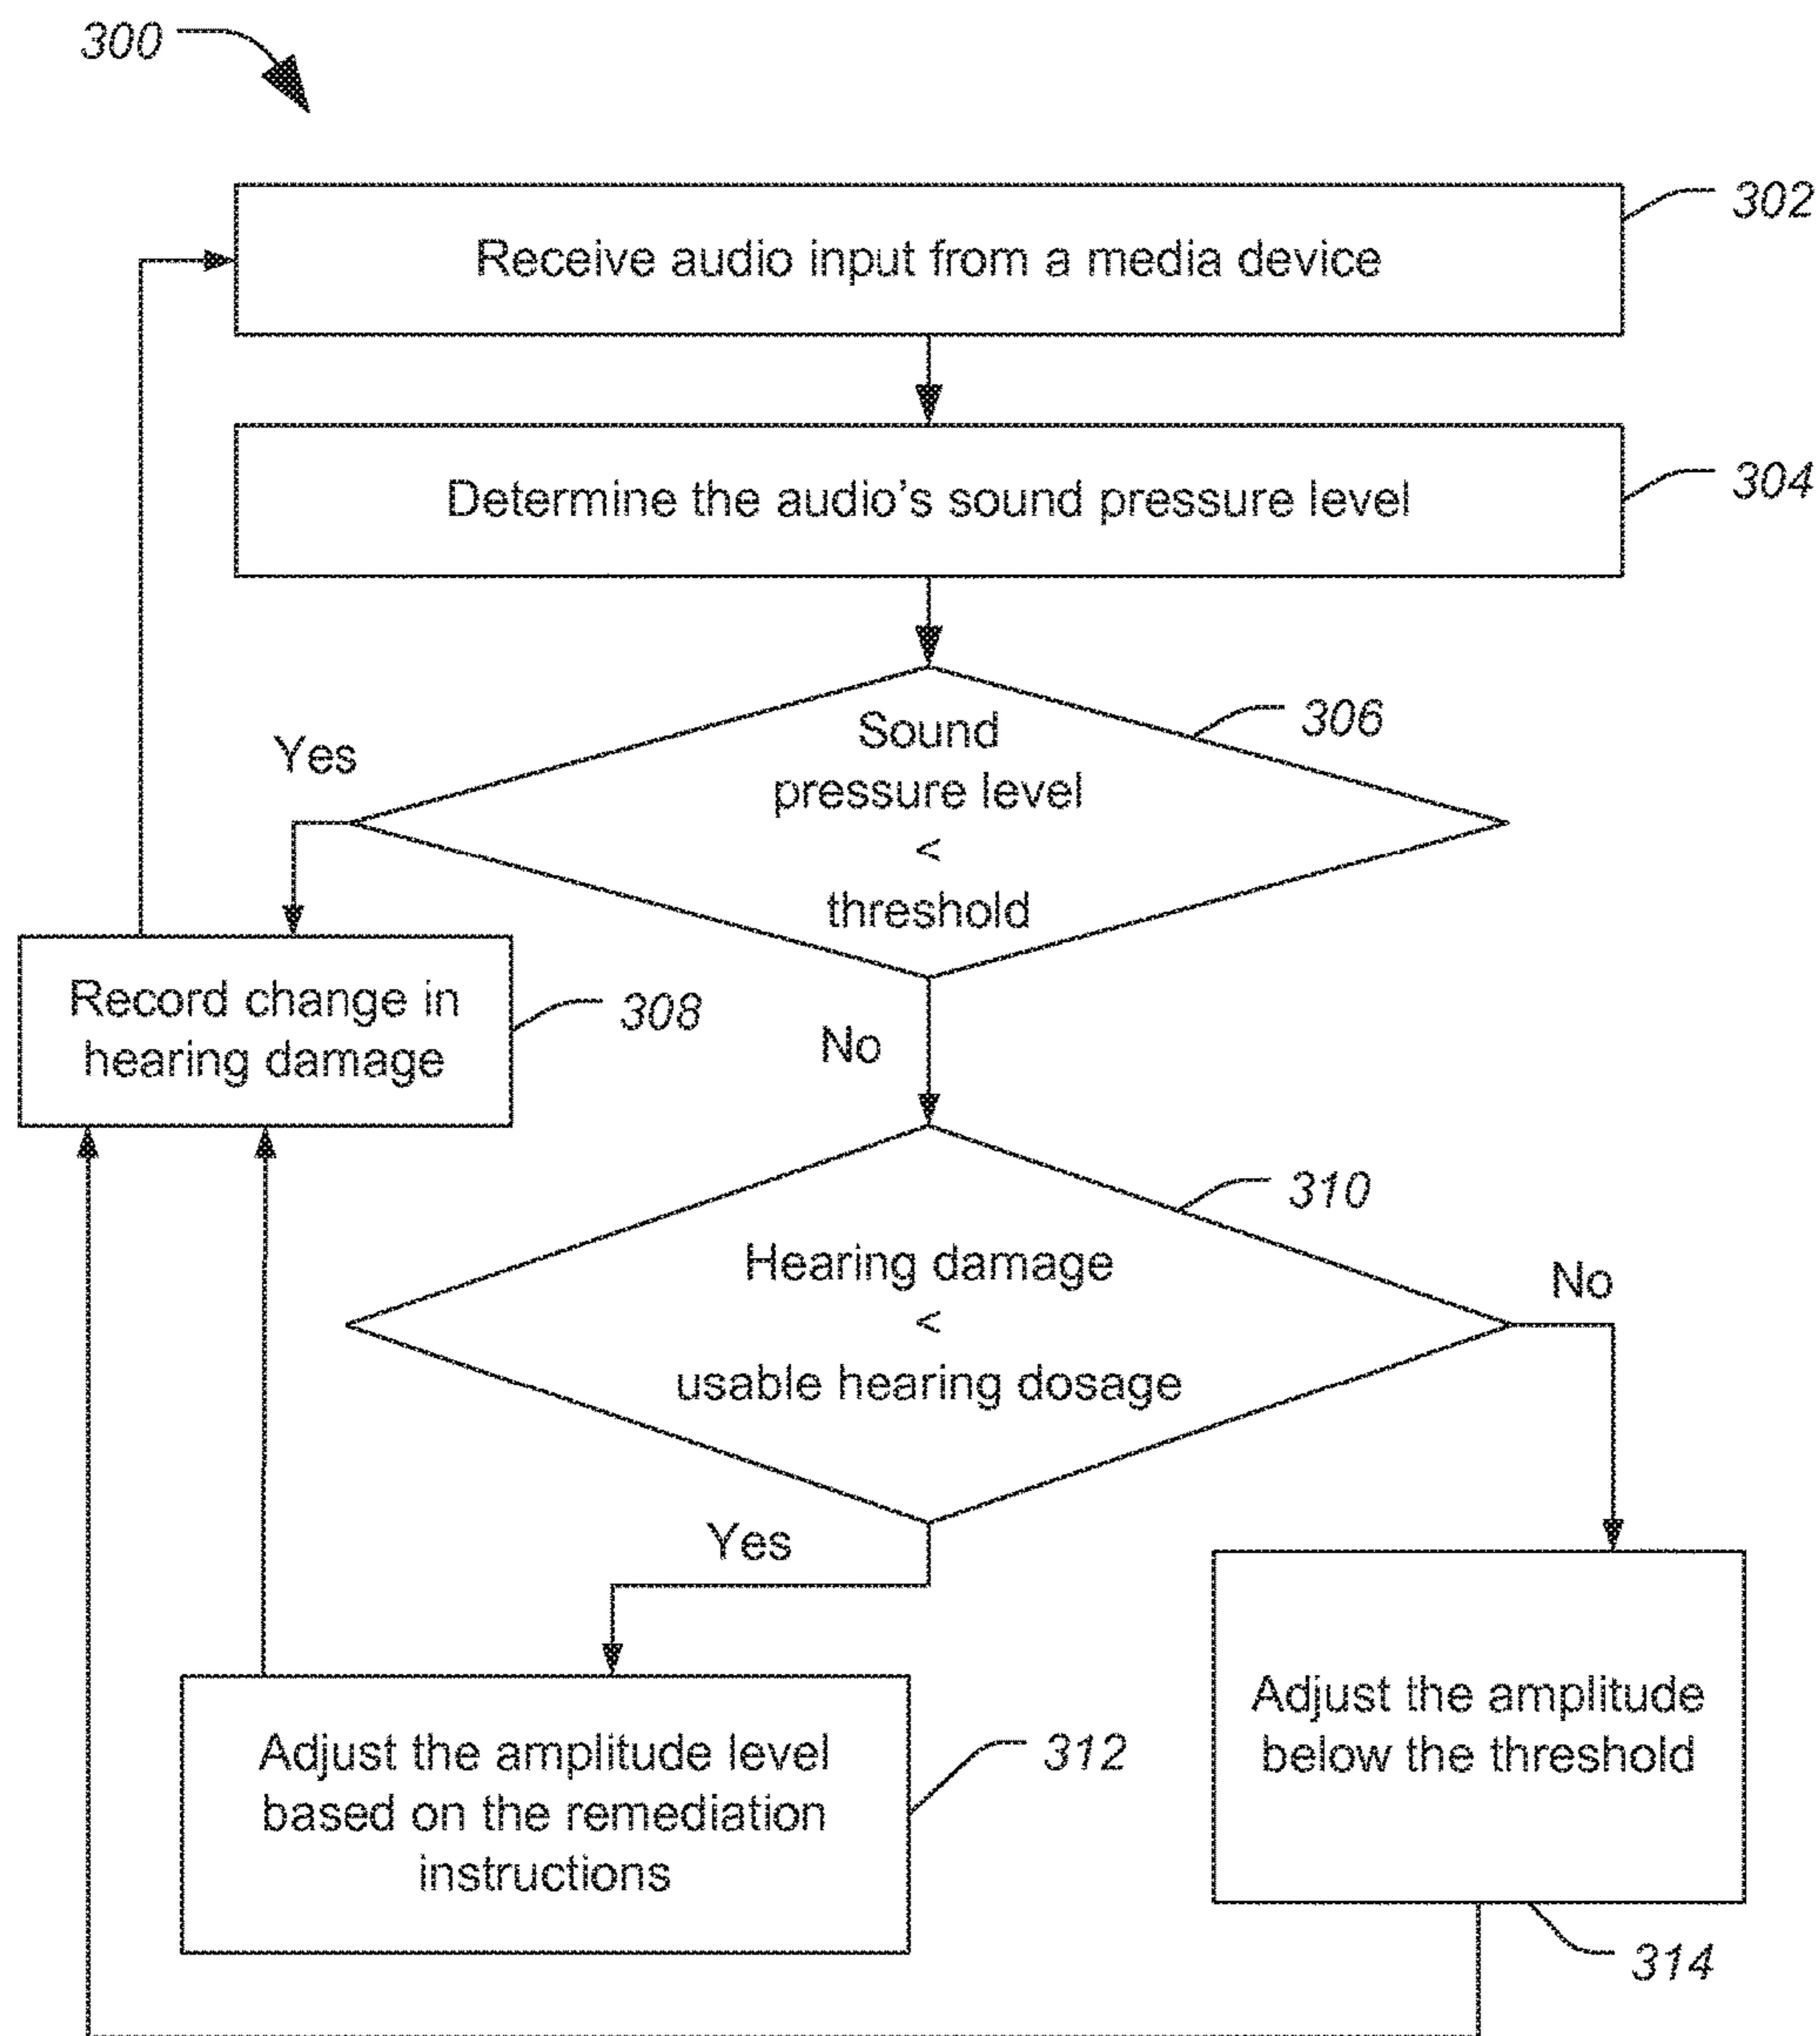 300
302
Receive audio input from a media device
304
Determine the audio's sound pressure level
306
Sound
pressure level
<
threshold
Yes
Record change in
hearing damage
308
No
310
Hearing damage
<
usable hearing dosage
No
Yes
Adjust the amplitude level
based on the remediation
instructions
312
Adjust the amplitude
below the threshold
314